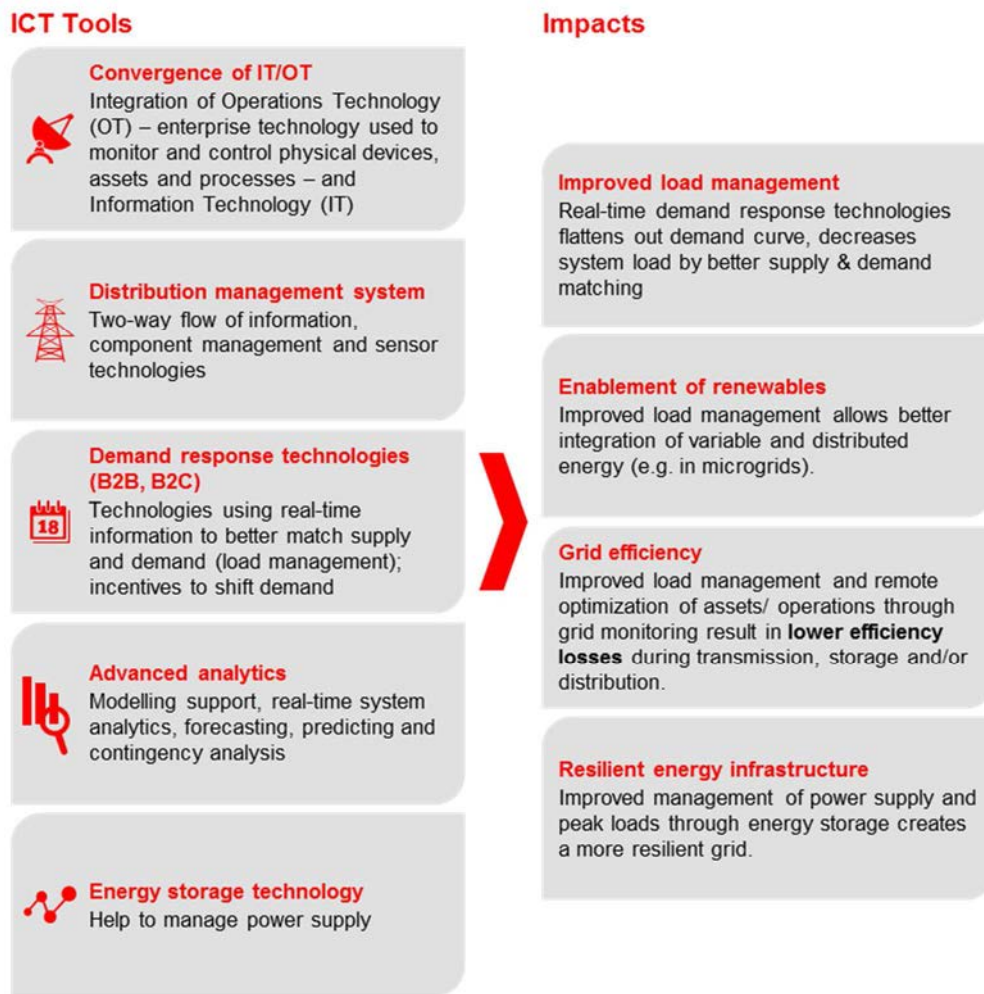 ICT Tools
Convergence of IT/OT
Integration of Operations Technology
(OT) – enterprise technology used to
monitor and control physical devices,
assets and processes – and
Information Technology (IT)
Distribution management system
Two-way flow of information,
component management and sensor
technologies
Demand response technologies
(B2B, B2C)
18
Technologies using real-time
information to better match supply
and demand (load management);
incentives to shift demand
Advanced analytics
Modelling support, real-time system
analytics, forecasting, predicting and
contingency analysis
Energy storage technology
Help to manage power supply
Impacts
Improved load management
Real-time demand response technologies
flattens out demand curve, decreases
system load by better supply & demand
matching
Enablement of renewables
Improved load management allows better
integration of variable and distributed
energy (e.g. in microgrids).
Grid efficiency
Improved load management and remote
optimization of assets/ operations through
grid monitoring result in lower efficiency
losses during transmission, storage and/or
distribution.
Resilient energy infrastructure
Improved management of power supply and
peak loads through energy storage creates
a more resilient grid.